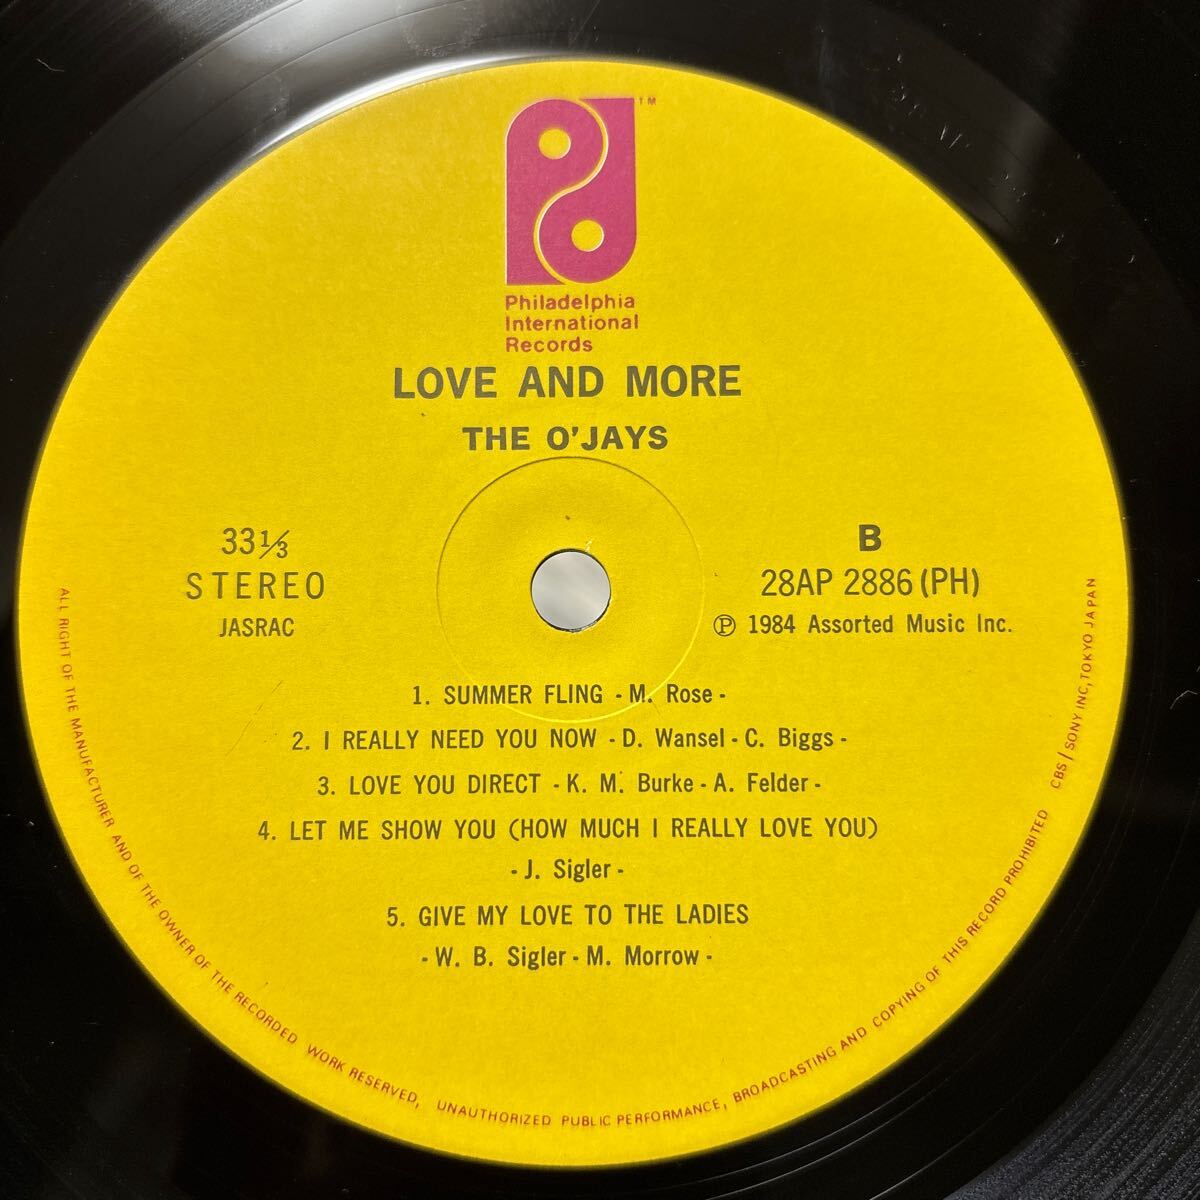 TM
Philadelphia
International
Records
LOVE AND MORE
THE O'JAYS
33⅓
STEREO
JASRAC
B
28AP 2886 (PH)
℗ 1984 Assorted Music Inc.
1. SUMMER FLING - M. Rose -
2. I REALLY NEED YOU NOW - D. Wansel - C. Biggs -
3. LOVE YOU DIRECT - K. M. Burke - A. Felder -
4. LET ME SHOW YOU (HOW MUCH I REALLY LOVE YOU)
- J. Sigler -
5. GIVE MY LOVE TO THE LADIES
- W. B. Sigler - M. Morrow -
ALL RIGHT OF THE MANUFACTURER AND OF THE OWNER OF THE RECORDED WORK RESERVED, UNAUTHORIZED PUBLIC PERFORMANCE, BROADCASTING AND COPYING OF THIS RECORD PROHIBITED CBS/SONY INC, TOKYO JAPAN